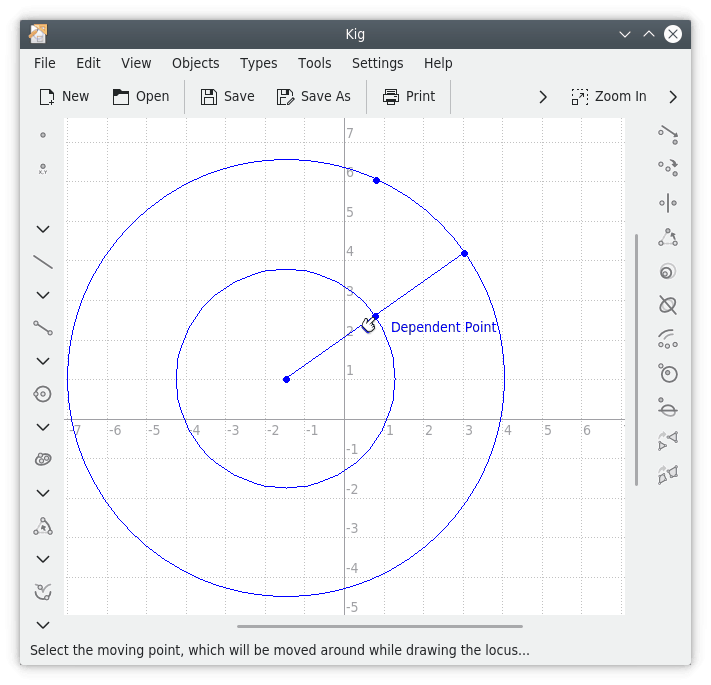 Kig
File Edit View Objects Types Tools Settings Help
New Open Save Save As Print Zoom In
X,Y
7
6
5
4
3
2
Dependent Point
1
-7 -6 -5 -4 -3 -2 -1 1 2 3 4 5 6
-1
-2
-3
-4
-5
Select the moving point, which will be moved around while drawing the locus...